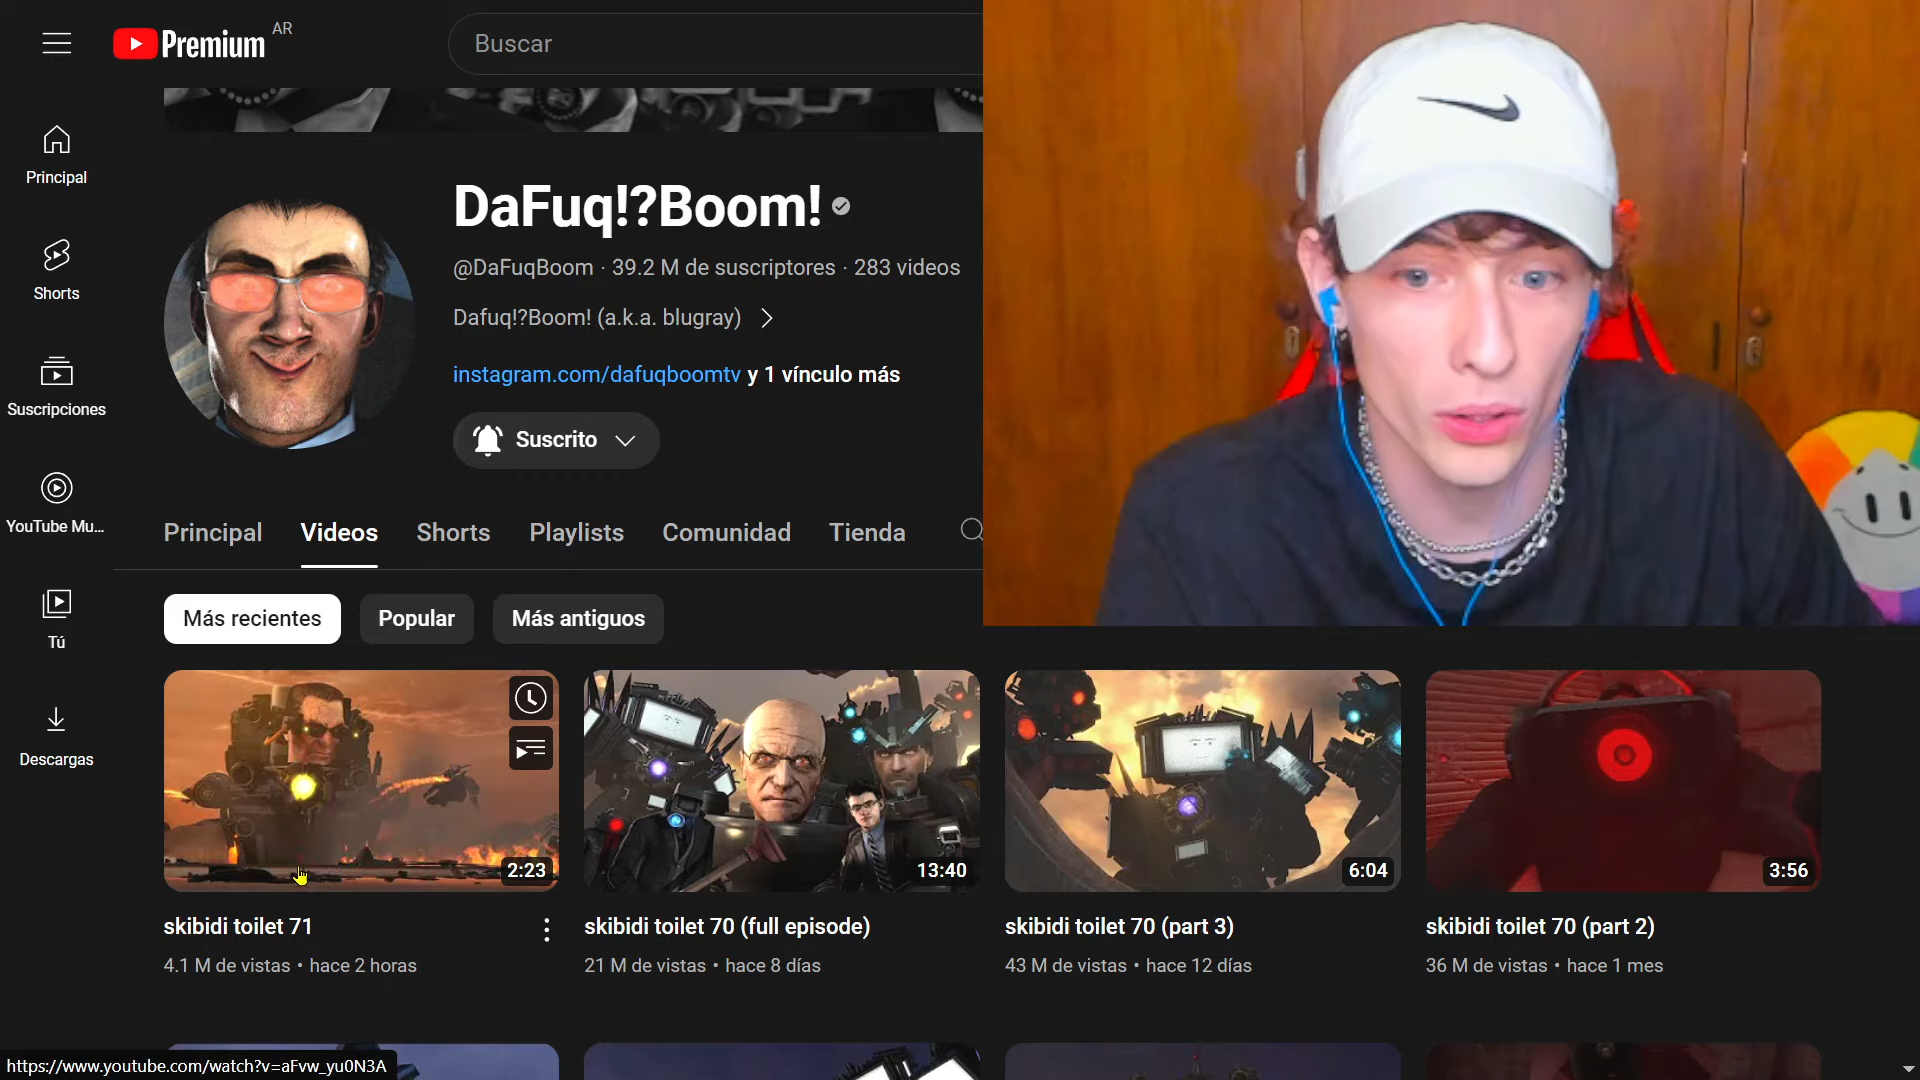 Premium AR
Buscar
Principal
Shorts
Suscripciones
YouTube Mu...
Tú
Descargas
DaFuq!?Boom!
@DaFuqBoom · 39.2 M de suscriptores · 283 videos
Dafuq!?Boom! (a.k.a. blugray)
instagram.com/dafuqboomtv y 1 vínculo más
Suscrito
Principal Videos Shorts Playlists Comunidad Tienda
Más recientes Popular Más antiguos
2:23 13:40 6:04 3:56
skibidi toilet 71 skibidi toilet 70 (full episode) skibidi toilet 70 (part 3) skibidi toilet 70 (part 2)
4.1 M de vistas • hace 2 horas 21 M de vistas • hace 8 días 43 M de vistas • hace 12 días 36 M de vistas • hace 1 mes
https://www.youtube.com/watch?v=aFvw_yu0N3A